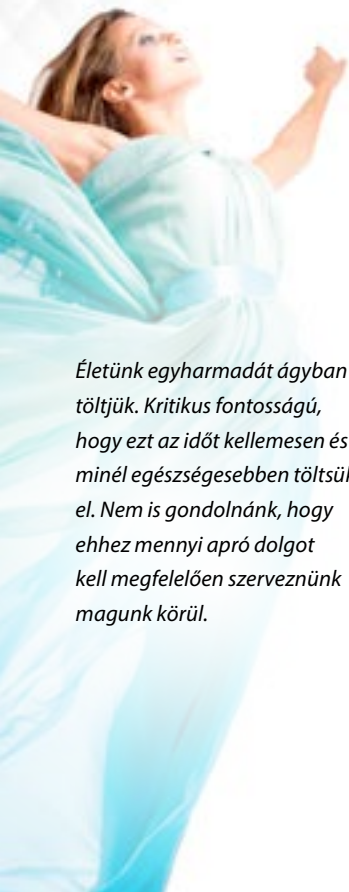 Életünk egyharmadát ágyban
töltjük. Kritikus fontosságú,
hogy ezt az időt kellemesen és
minél egészségesebben töltsü
el. Nem is gondolnánk, hogy
ehhez mennyi apró dolgot
kell megfelelően szerveznünk
magunk körül.